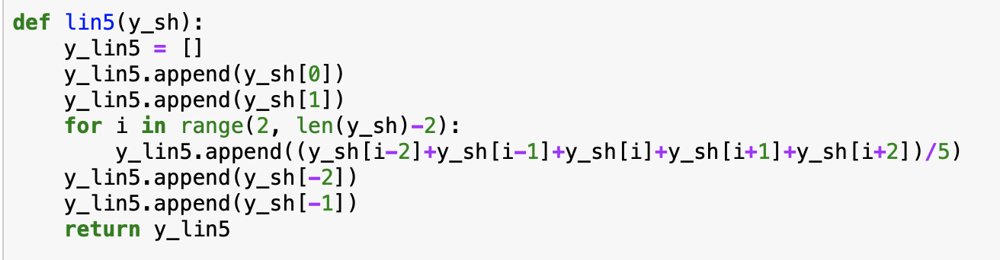 def lin5(y_sh):
    y_lin5 = []
    y_lin5.append(y_sh[0])
    y_lin5.append(y_sh[1])
    for i in range(2, len(y_sh)-2):
        y_lin5.append((y_sh[i-2]+y_sh[i-1]+y_sh[i]+y_sh[i+1]+y_sh[i+2])/5)
    y_lin5.append(y_sh[-2])
    y_lin5.append(y_sh[-1])
    return y_lin5